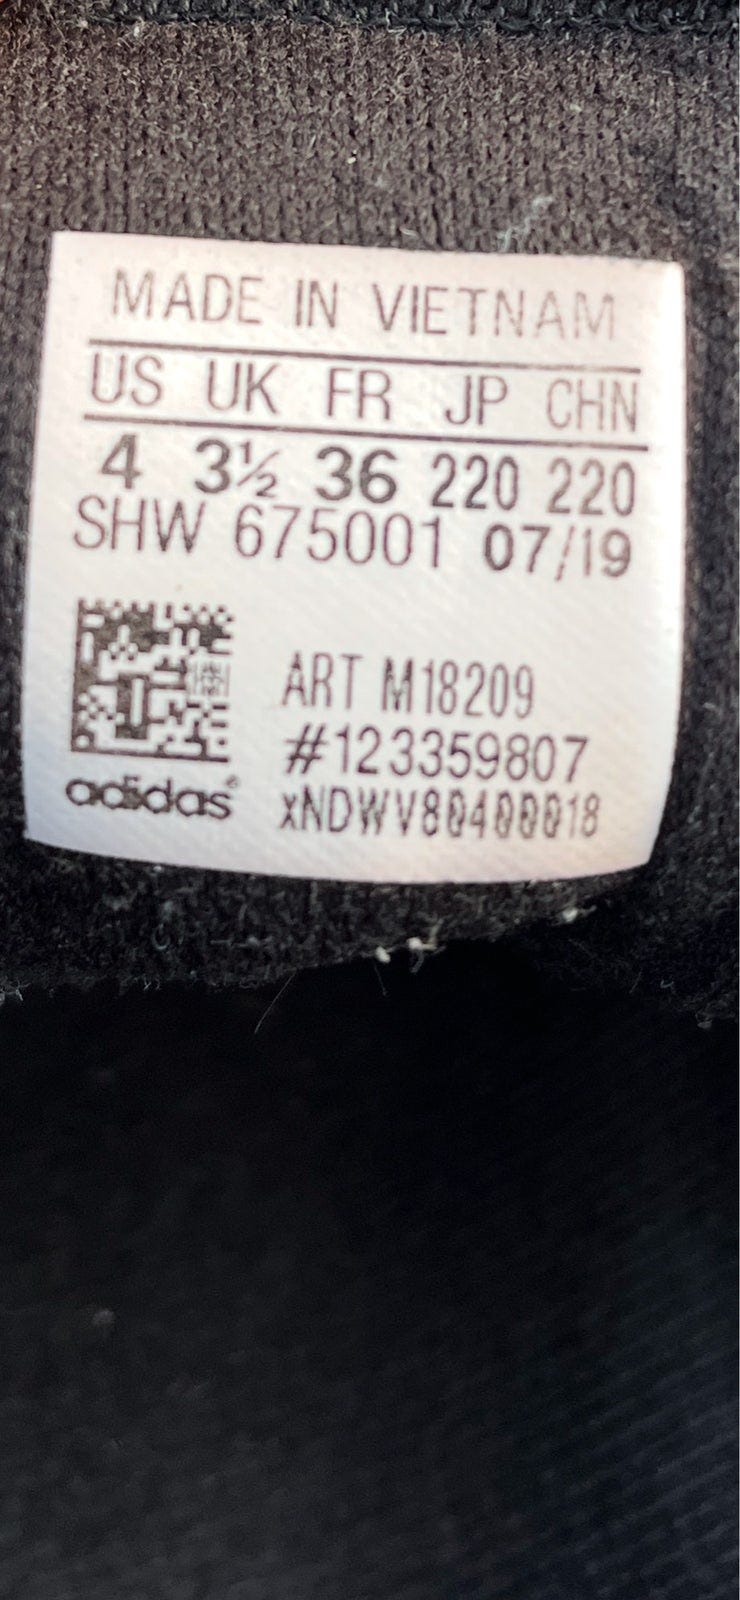 MADE IN VIETNAM
US UK FR JP CHN
4 3½ 36 220 220
SHW 675001 07/19
ART M18209
#123359807
xNDWV80400018
adidas®